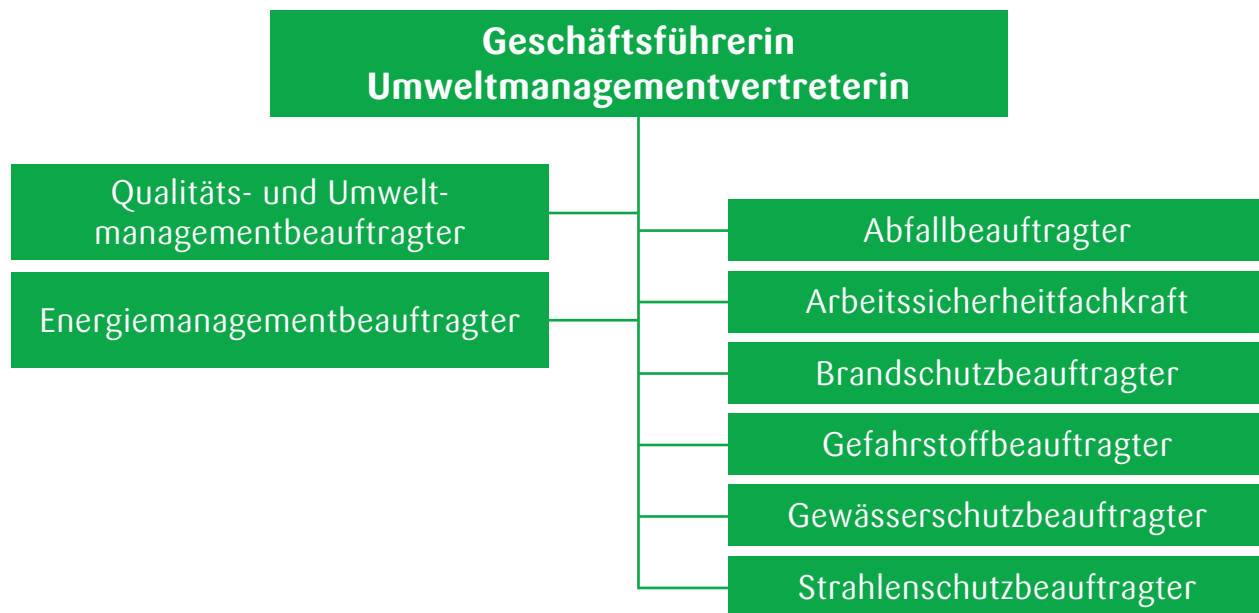 Geschäftsführerin
Umweltmanagementvertreterin
Qualitäts- und Umwelt-
managementbeauftragter
Energiemanagementbeauftragter
Abfallbeauftragter
Arbeitssicherheitfachkraft
Brandschutzbeauftragter
Gefahrstoffbeauftragter
Gewässerschutzbeauftragter
Strahlenschutzbeauftragter